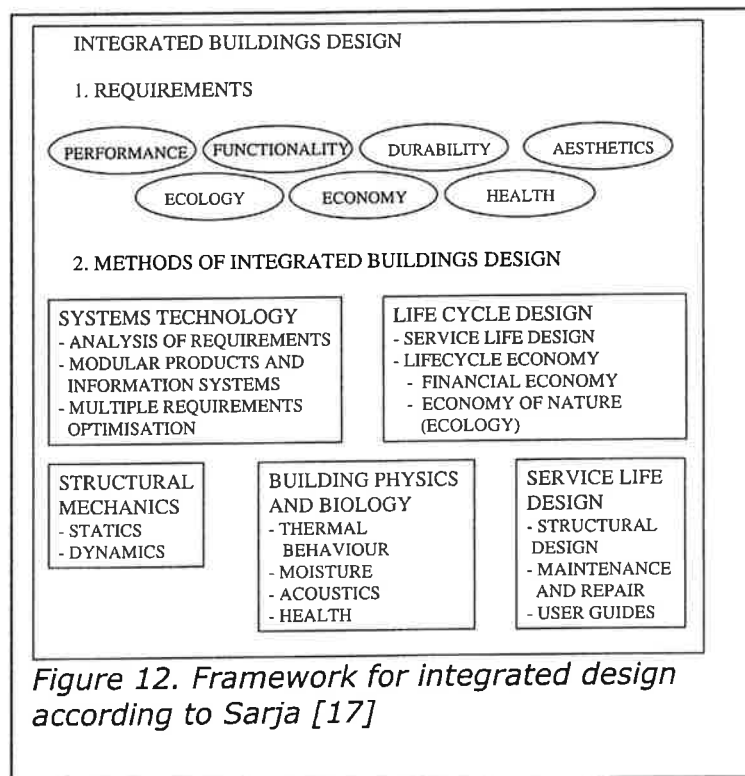 INTEGRATED BUILDINGS DESIGN
1. REQUIREMENTS
PERFORMANCE FUNCTIONALITY DURABILITY AESTHETICS
ECOLOGY ECONOMY HEALTH
2. METHODS OF INTEGRATED BUILDINGS DESIGN
SYSTEMS TECHNOLOGY
- ANALYSIS OF REQUIREMENTS
- MODULAR PRODUCTS AND
INFORMATION SYSTEMS
- MULTIPLE REQUIREMENTS
OPTIMISATION
LIFE CYCLE DESIGN
- SERVICE LIFE DESIGN
- LIFECYCLE ECONOMY
- FINANCIAL ECONOMY
- ECONOMY OF NATURE
(ECOLOGY)
STRUCTURAL
MECHANICS
- STATICS
- DYNAMICS
BUILDING PHYSICS
AND BIOLOGY
- THERMAL
BEHAVIOUR
- MOISTURE
- ACOUSTICS
- HEALTH
SERVICE LIFE
DESIGN
- STRUCTURAL
DESIGN
- MAINTENANCE
AND REPAIR
- USER GUIDES
Figure 12. Framework for integrated design
according to Sarja [17]